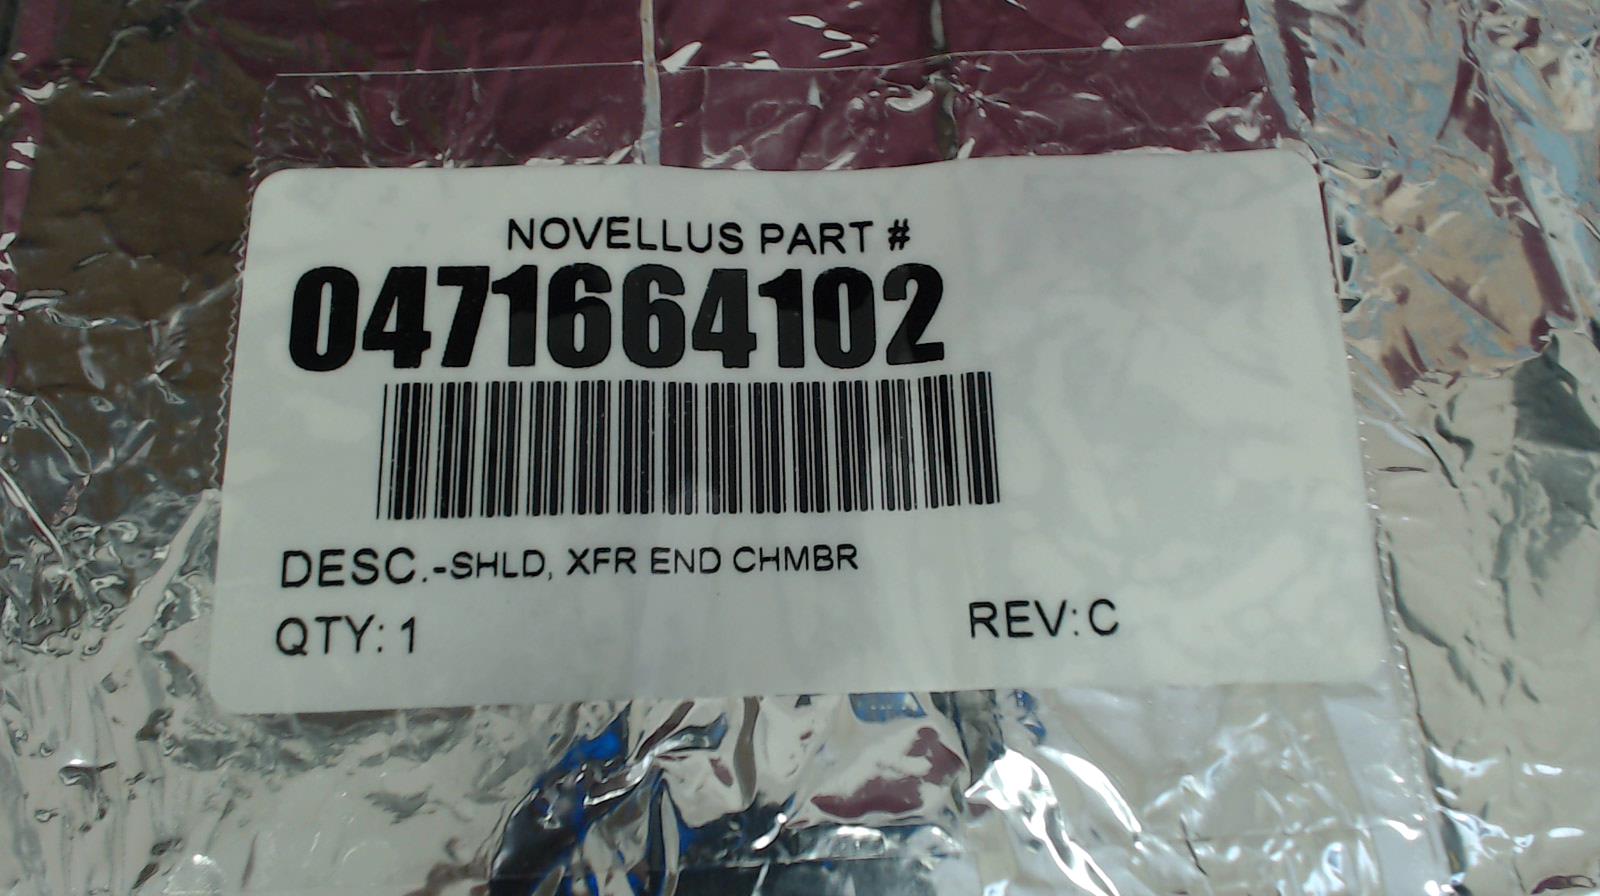 NOVELLUS PART #
0471664102
DESC.-SHLD, XFR END CHMBR
QTY: 1
REV: C